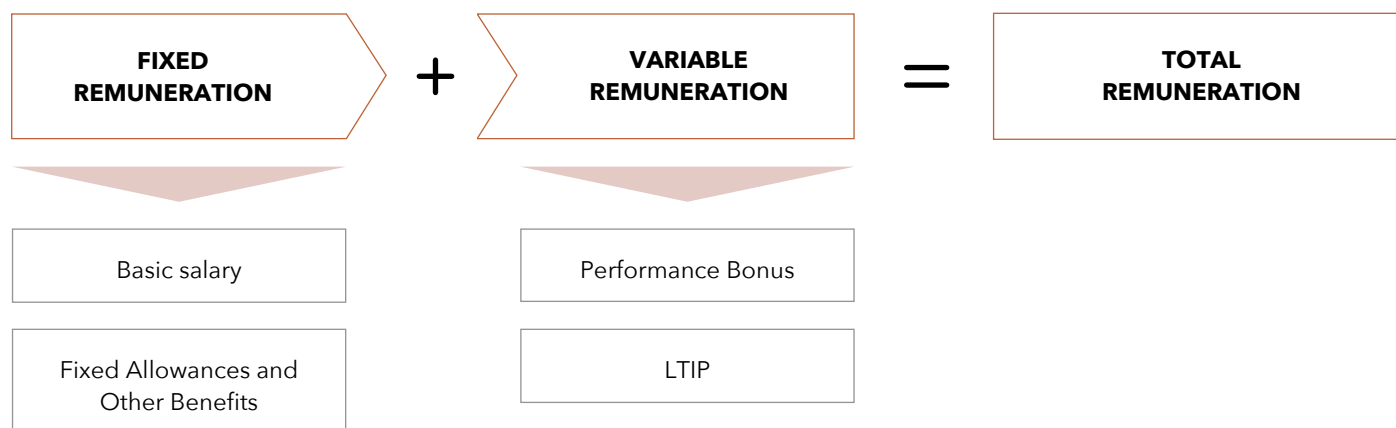 FIXED
REMUNERATION
+
VARIABLE
REMUNERATION
=
TOTAL
REMUNERATION
Basic salary
Performance Bonus
Fixed Allowances and
Other Benefits
LTIP